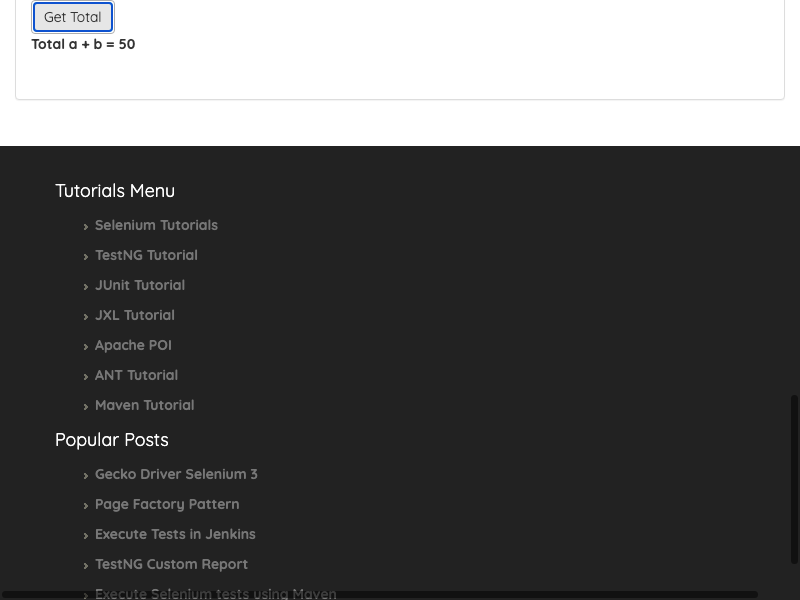 Get Total
Total a + b = 50
Tutorials Menu
Selenium Tutorials
TestNG Tutorial
JUnit Tutorial
JXL Tutorial
Apache POI
ANT Tutorial
Maven Tutorial
Popular Posts
Gecko Driver Selenium 3
Page Factory Pattern
Execute Tests in Jenkins
TestNG Custom Report
Execute Selenium tests using Maven